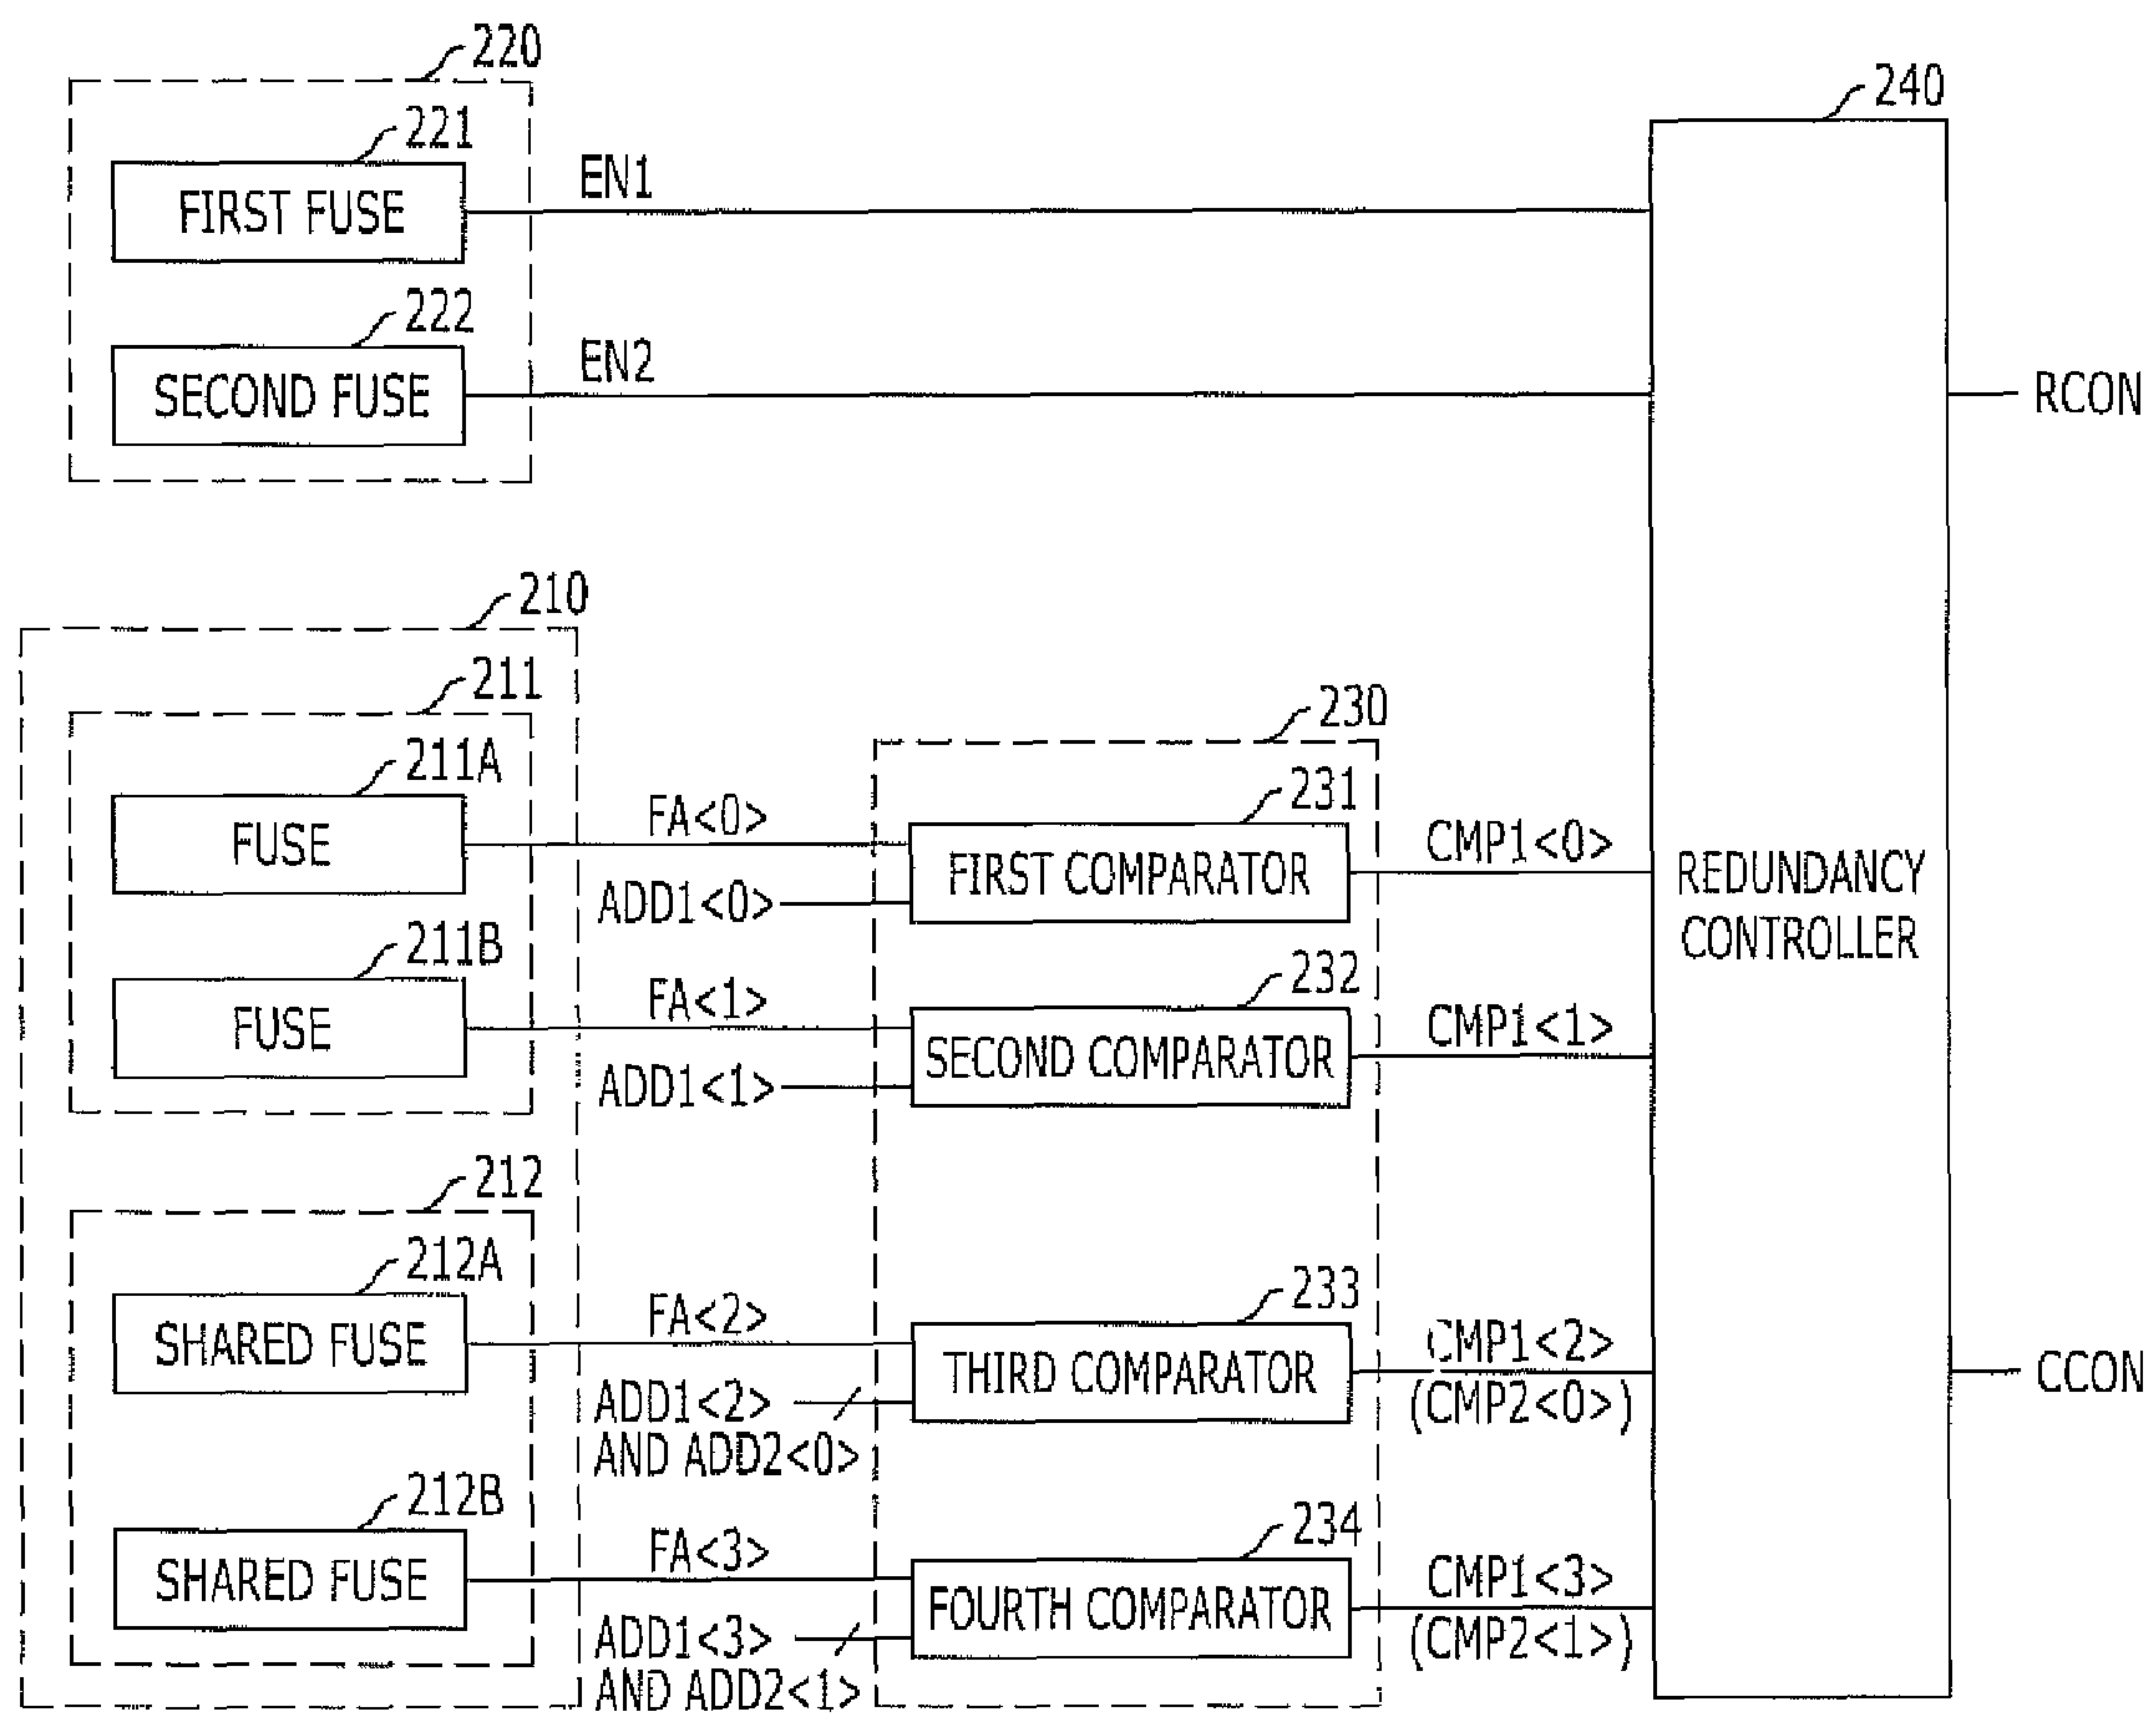 220
240
221
FIRST FUSE
EN1
222
SECOND FUSE
EN2
RCON
210
211
230
211A
FUSE
FA<0>
231
FIRST COMPARATOR
CMP1<0>
ADD1<0>
REDUNDANCY
CONTROLLER
211B
FUSE
FA<1>
232
SECOND COMPARATOR
CMP1<1>
ADD1<1>
212
212A
SHARED FUSE
FA<2>
233
THIRD COMPARATOR
CMP1<2>
(CMP2<0>)
ADD1<2>
AND ADD2<0>
CCON
212B
SHARED FUSE
FA<3>
234
FOURTH COMPARATOR
CMP1<3>
(CMP2<1>)
ADD1<3>
AND ADD2<1>